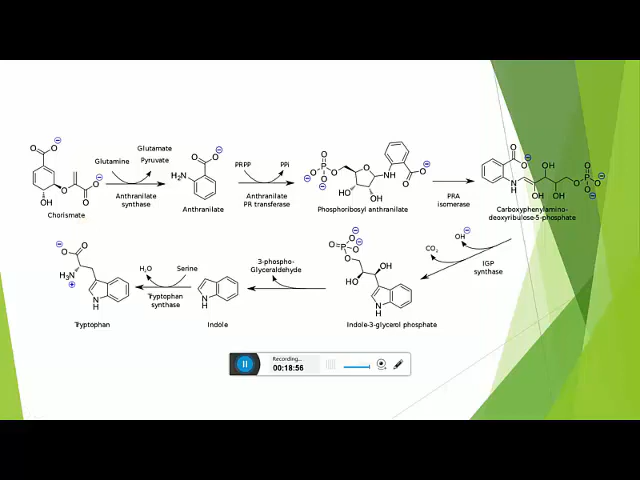 Glutamate
Glutamine
Pyruvate
PRPP
PPi
Anthranilate
synthase
Anthranilate
PR transferase
PRA
isomerase
Chorismate
Anthranilate
Phosphoribosyl anthranilate
Carboxyphenylamino-
deoxyribulose-5-phosphate
OH
CO2
IGP
synthase
3-phospho-
Glyceraldehyde
H2O
Serine
Tryptophan
synthase
Tryptophan
Indole
Indole-3-glycerol phosphate
Recording...
00:18:56